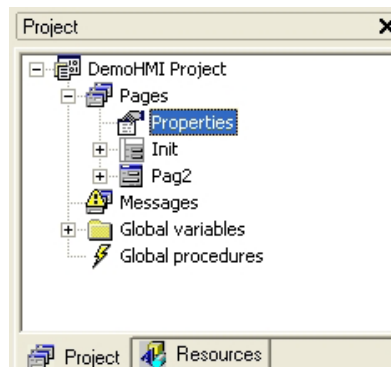 Project
DemoHMI Project
Pages
Properties
Init
Pag2
Messages
Global variables
Global procedures
Project Resources